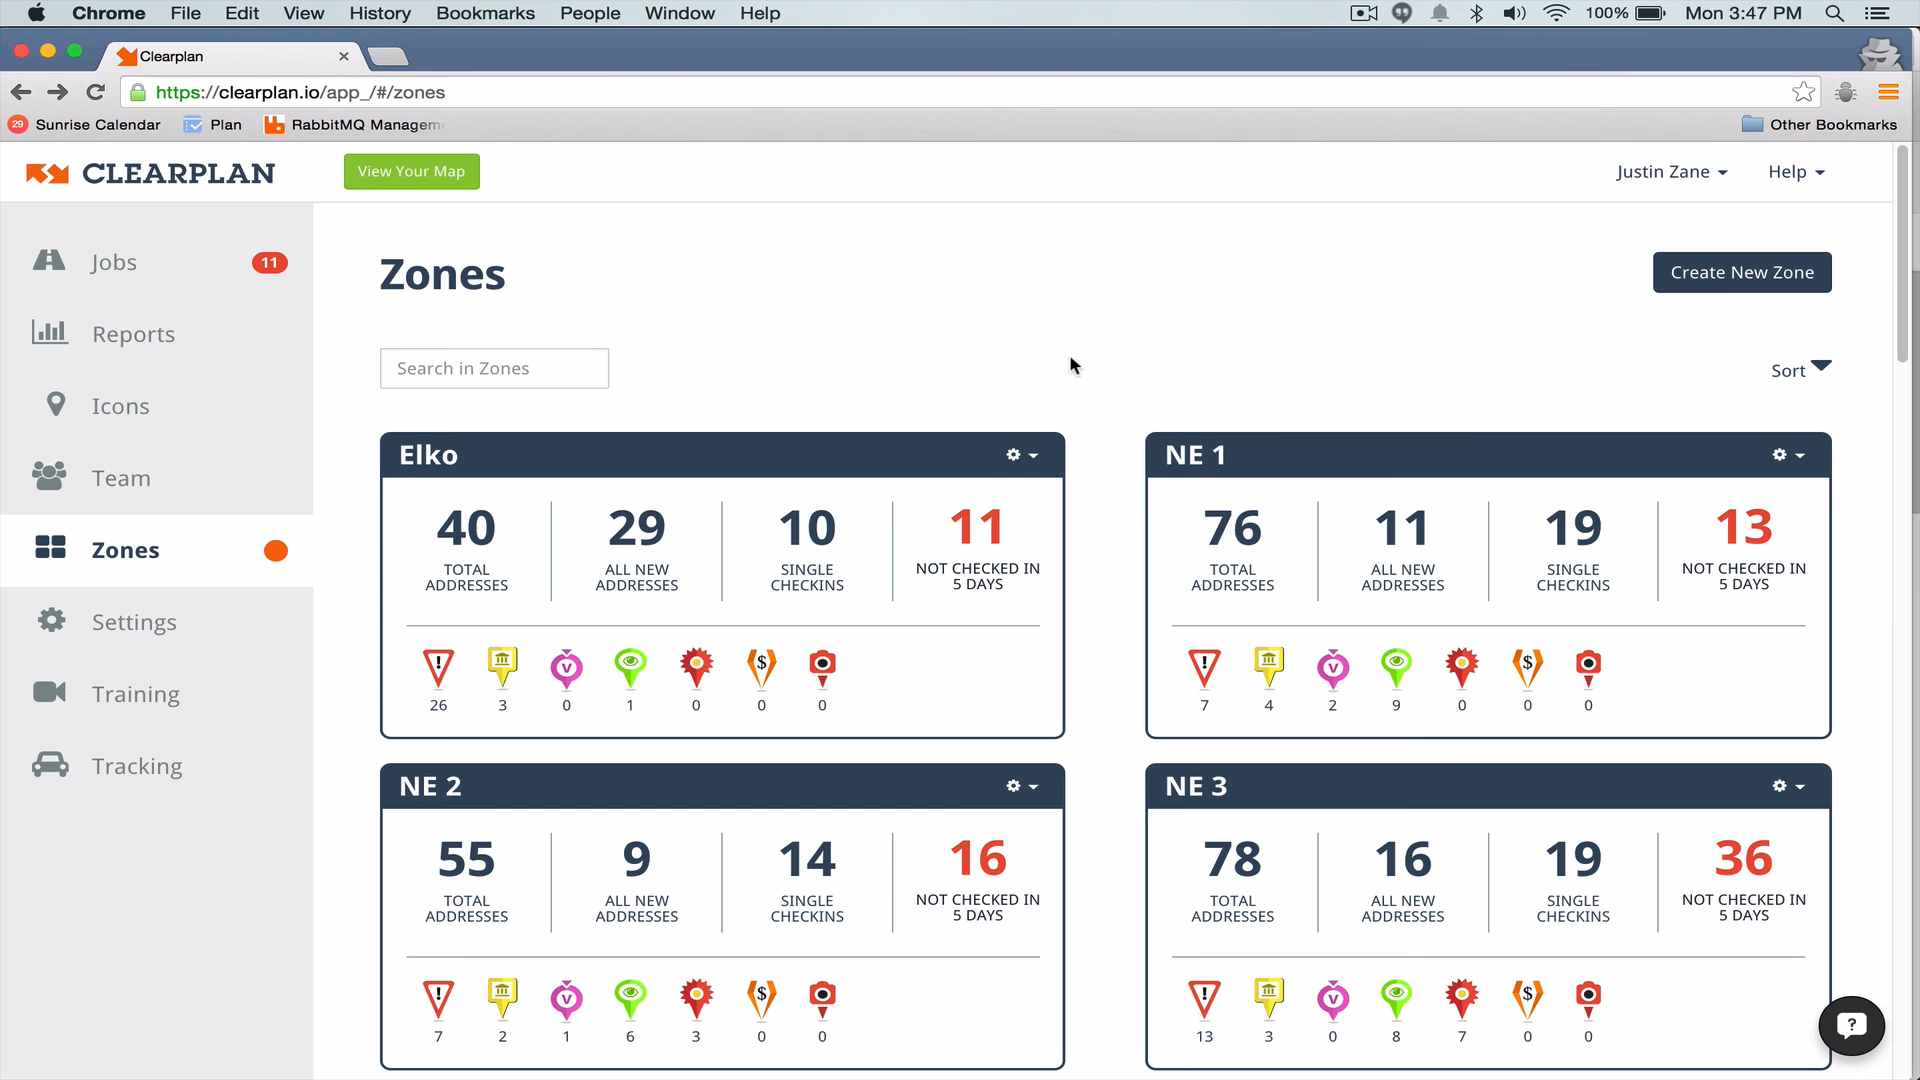 Chrome File Edit View History Bookmarks People Window Help 100% Mon 3:47 PM
Clearplan
https://clearplan.io/app_/#/zones
29 Sunrise Calendar Plan RabbitMQ Managem Other Bookmarks
CLEARPLAN View Your Map Justin Zane Help
Jobs 11
Reports
Icons
Team
Zones
Settings
Training
Tracking
Zones Create New Zone
Search in Zones Sort
Elko
40 29 10 11
TOTAL ALL NEW SINGLE NOT CHECKED IN
ADDRESSES ADDRESSES CHECKINS 5 DAYS
! V $
26 3 0 1 0 0 0
NE 1
76 11 19 13
TOTAL ALL NEW SINGLE NOT CHECKED IN
ADDRESSES ADDRESSES CHECKINS 5 DAYS
! V $
7 4 2 9 0 0 0
NE 2
55 9 14 16
TOTAL ALL NEW SINGLE NOT CHECKED IN
ADDRESSES ADDRESSES CHECKINS 5 DAYS
! V $
7 2 1 6 3 0 0
NE 3
78 16 19 36
TOTAL ALL NEW SINGLE NOT CHECKED IN
ADDRESSES ADDRESSES CHECKINS 5 DAYS
! V $
13 3 0 8 7 0 0
?